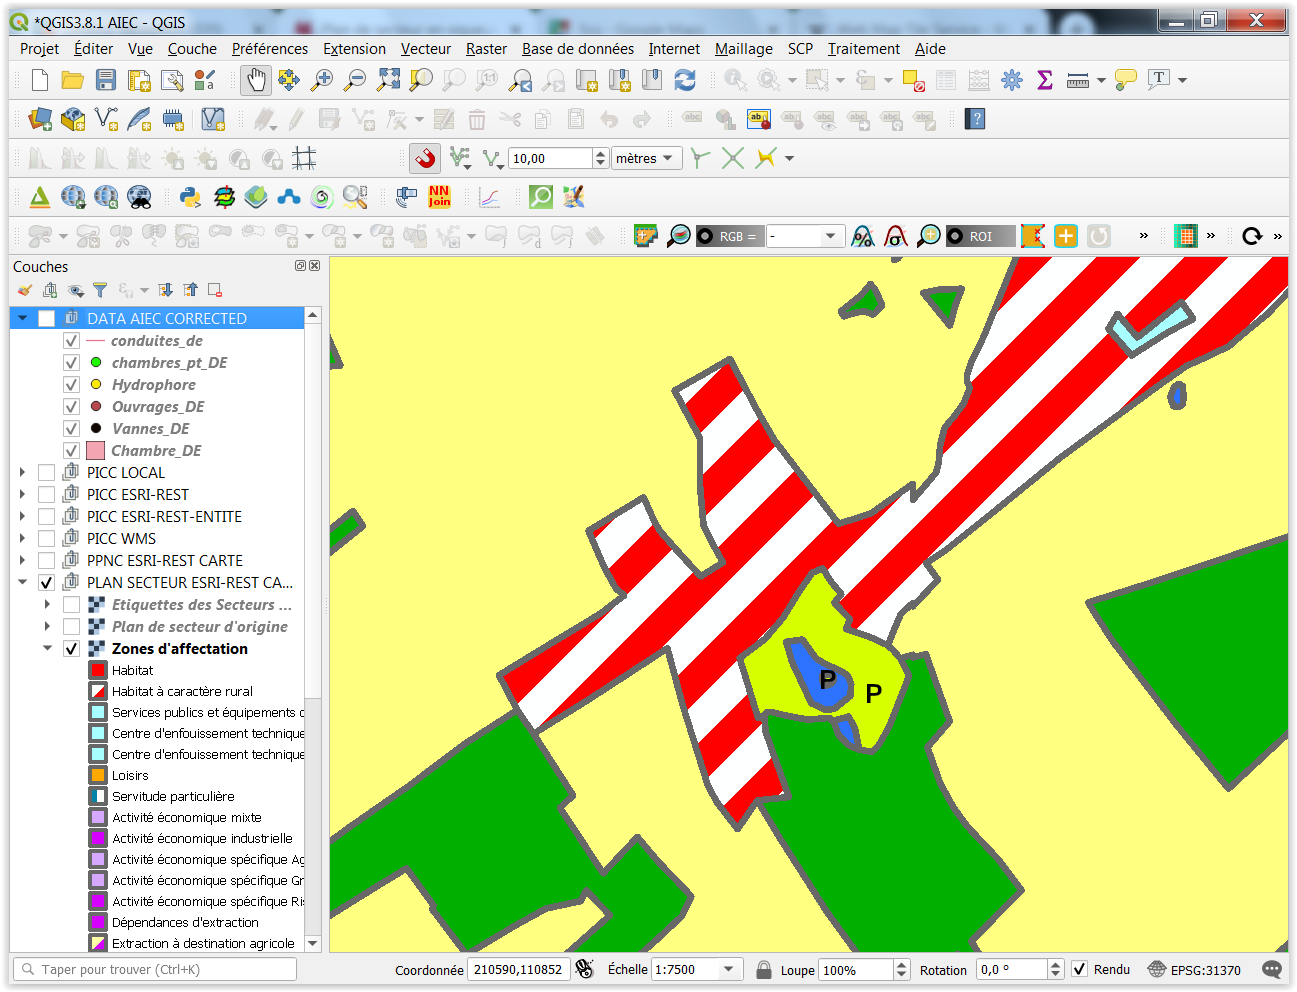 *QGIS3.8.1 AIEC - QGIS
Projet Éditer Vue Couche Préférences Extension Vecteur Raster Base de données Internet Maillage SCP Traitement Aide
10,00 mètres
NN Join
RGB = - ROI
Couches
DATA AIEC CORRECTED
conduites_de
chambres_pt_DE
Hydrophore
Ouvrages_DE
Vannes_DE
Chambre_DE
PICC LOCAL
PICC ESRI-REST
PICC ESRI-REST-ENTITE
PICC WMS
PPNC ESRI-REST CARTE
PLAN SECTEUR ESRI-REST CA...
Etiquettes des Secteurs ...
Plan de secteur d'origine
Zones d'affectation
Habitat
Habitat à caractère rural
Services publics et équipements c
Centre d'enfouissement technique
Centre d'enfouissement technique
Loisirs
Servitude particulière
Activité économique mixte
Activité économique industrielle
Activité économique spécifique Ag
Activité économique spécifique Gr
Activité économique spécifique Ris
Dépendances d'extraction
Extraction à destination agricole
P
P
Taper pour trouver (Ctrl+K) Coordonnée 210590,110852 Échelle 1:7500 Loupe 100% Rotation 0,0 ° Rendu EPSG:31370